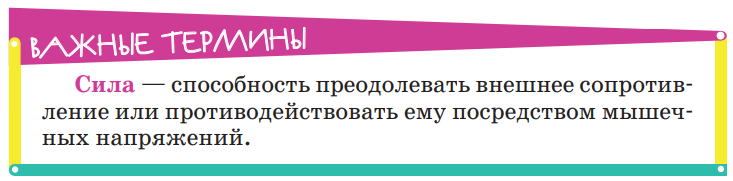 ВАЖНЫЕ ТЕРМИНЫ
Сила — способность преодолевать внешнее сопротив-
ление или противодействовать ему посредством мышеч-
ных напряжений.